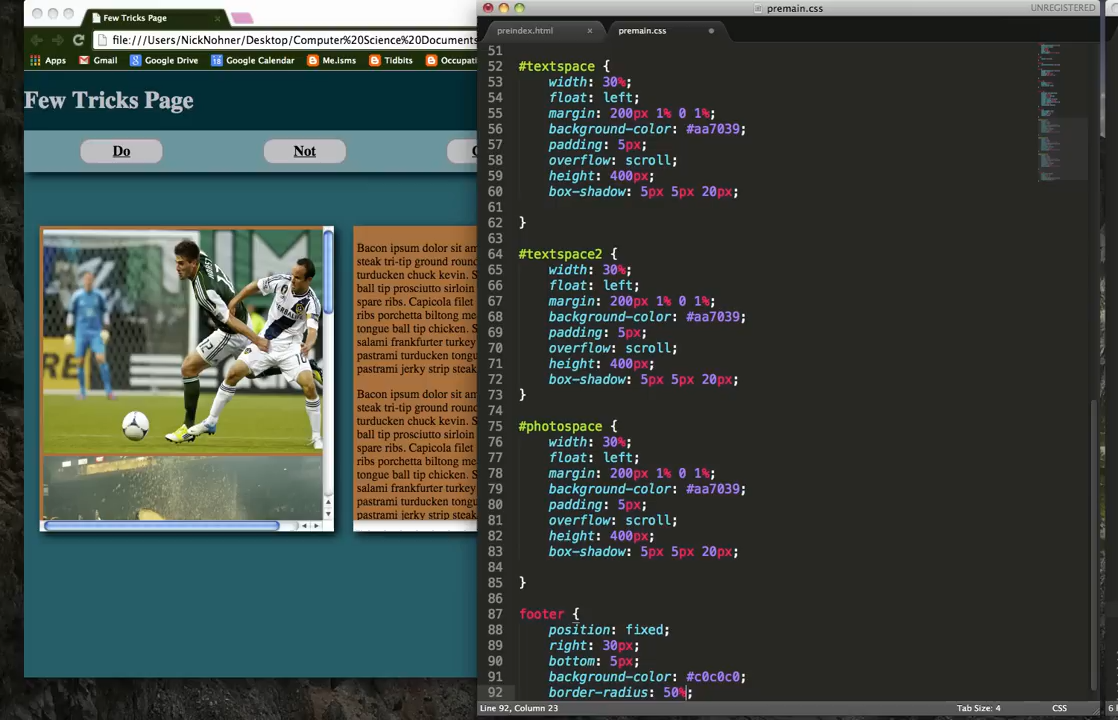 Few Tricks Page
file:///Users/NickNohner/Desktop/Computer%20Science%20Documents
Apps Gmail Google Drive Google Calendar Me.isms Tidbits Occupati
Few Tricks Page
Do Not
Bacon ipsum dolor sit am
steak tri-tip ground roun
turducken chuck kevin. S
ball tip prosciutto sirloin
spare ribs. Capicola filet
ribs porchetta biltong me
tongue ball tip chicken. S
salami frankfurter turkey
pastrami turducken tongu
pastrami jerky strip steak
Bacon ipsum dolor sit am
steak tri-tip ground roun
turducken chuck kevin. S
ball tip prosciutto sirloin
spare ribs. Capicola filet
ribs porchetta biltong me
tongue ball tip chicken. S
salami frankfurter turkey
pastrami turducken tongu
pastrami jerky strip steak
premain.css
UNREGISTERED
preindex.html premain.css
51
52 #textspace {
53 width: 30%;
54 float: left;
55 margin: 200px 1% 0 1%;
56 background-color: #aa7039;
57 padding: 5px;
58 overflow: scroll;
59 height: 400px;
60 box-shadow: 5px 5px 20px;
61
62 }
63
64 #textspace2 {
65 width: 30%;
66 float: left;
67 margin: 200px 1% 0 1%;
68 background-color: #aa7039;
69 padding: 5px;
70 overflow: scroll;
71 height: 400px;
72 box-shadow: 5px 5px 20px;
73 }
74
75 #photospace {
76 width: 30%;
77 float: left;
78 margin: 200px 1% 0 1%;
79 background-color: #aa7039;
80 padding: 5px;
81 overflow: scroll;
82 height: 400px;
83 box-shadow: 5px 5px 20px;
84
85 }
86
87 footer {
88 position: fixed;
89 right: 30px;
90 bottom: 5px;
91 background-color: #c0c0c0;
92 border-radius: 50%;
Line 92, Column 23
Tab Size: 4
CSS